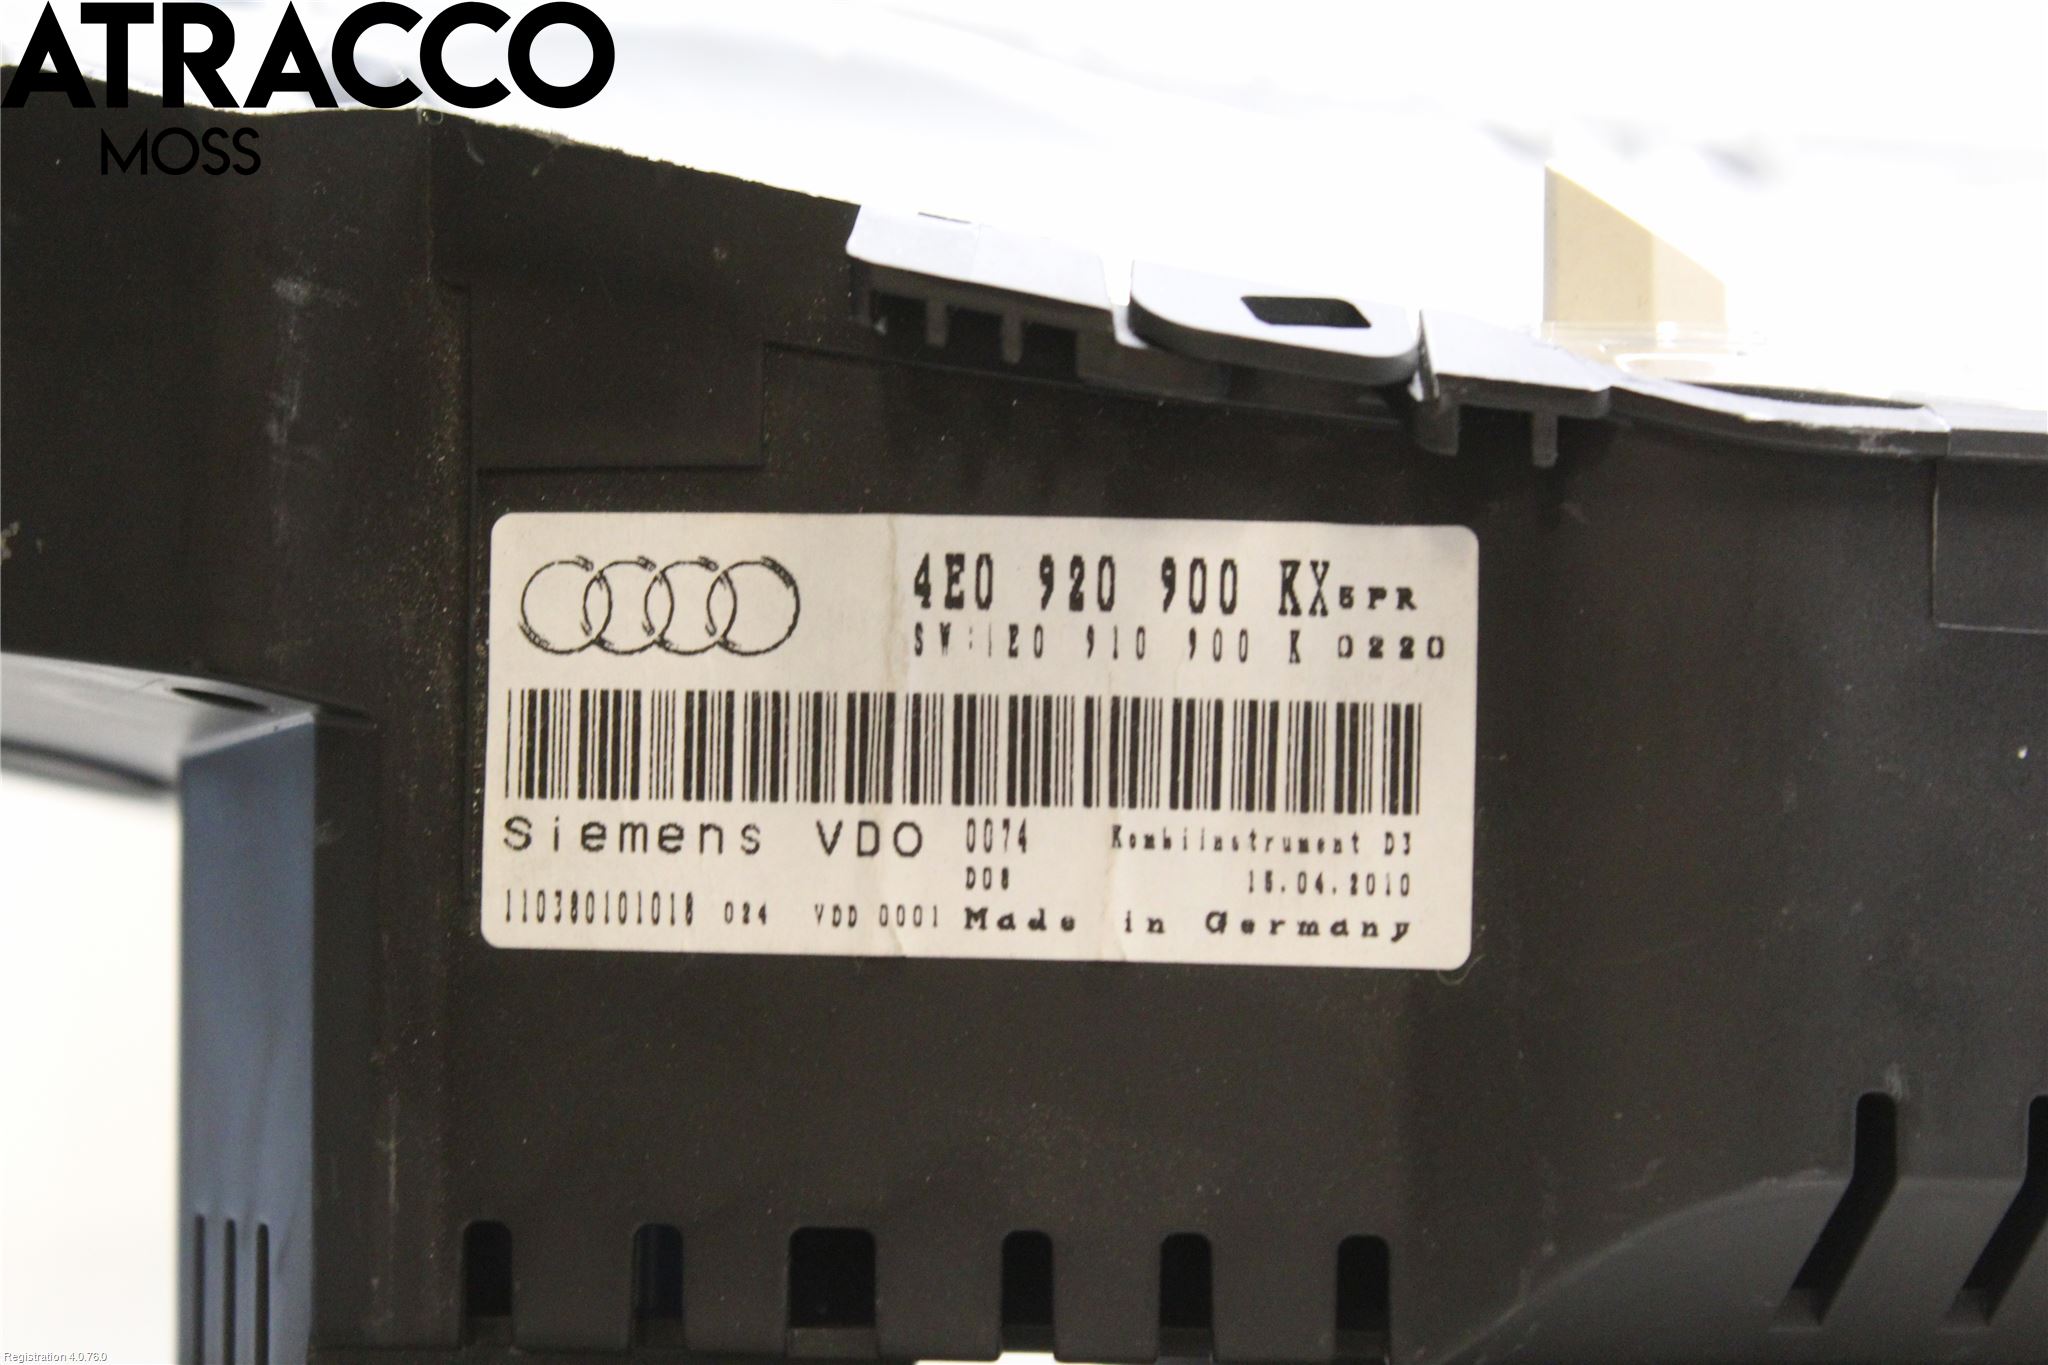 ATRACCO
MOSS
4E0 920 900 KX 5PR
SW:1E0 910 900 K 0220
Siemens VDO 0074 Kombiinstrument D3
D08 15.04.2010
110380101018 024 VDD 0001 Made in Germany
Registration 4.0.76.0